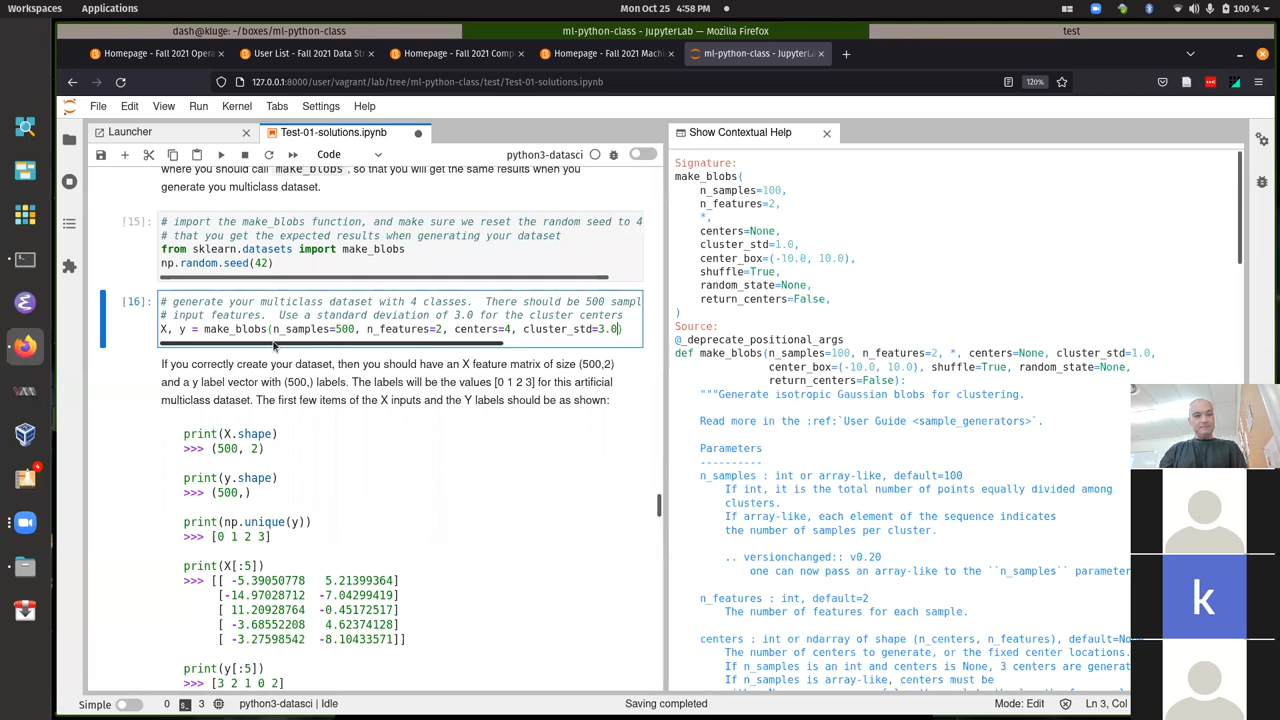 Workspaces Applications Mon Oct 25 4:58 PM 100 %
dash@kluge: ~/boxes/ml-python-class ml-python-class - JupyterLab — Mozilla Firefox test
Homepage - Fall 2021 Opera User List - Fall 2021 Data St Homepage - Fall 2021 Comp Homepage - Fall 2021 Machi ml-python-class - JupyterLab
127.0.0.1:8000/user/vagrant/lab/tree/ml-python-class/test/Test-01-solutions.ipynb 120%
File Edit View Run Kernel Tabs Settings Help
Launcher Test-01-solutions.ipynb
Code python3-datasci
where you should call make_blobs, so that you will get the same results when you
generate you multiclass dataset.
[15]: # import the make_blobs function, and make sure we reset the random seed to 4
# that you get the expected results when generating your dataset
from sklearn.datasets import make_blobs
np.random.seed(42)
[16]: # generate your multiclass dataset with 4 classes. There should be 500 sampl
# input features. Use a standard deviation of 3.0 for the cluster centers
X, y = make_blobs(n_samples=500, n_features=2, centers=4, cluster_std=3.0)
If you correctly create your dataset, then you should have an X feature matrix of size (500,2)
and a y label vector with (500,) labels. The labels will be the values [0 1 2 3] for this artificial
multiclass dataset. The first few items of the X inputs and the Y labels should be as shown:
print(X.shape)
>>> (500, 2)
print(y.shape)
>>> (500,)
print(np.unique(y))
>>> [0 1 2 3]
print(X[:5])
>>> [[ -5.39050778 5.21399364]
[-14.97028712 -7.04299419]
[ 11.20928764 -0.45172517]
[ -3.68552208 4.62374128]
[ -3.27598542 -8.10433571]]
print(y[:5])
>>> [3 2 1 0 2]
Show Contextual Help
Signature:
make_blobs(
n_samples=100,
n_features=2,
*,
centers=None,
cluster_std=1.0,
center_box=(-10.0, 10.0),
shuffle=True,
random_state=None,
return_centers=False,
)
Source:
@_deprecate_positional_args
def make_blobs(n_samples=100, n_features=2, *, centers=None, cluster_std=1.0,
center_box=(-10.0, 10.0), shuffle=True, random_state=None,
return_centers=False):
"""Generate isotropic Gaussian blobs for clustering.
Read more in the :ref:`User Guide <sample_generators>`.
Parameters
----------
n_samples : int or array-like, default=100
If int, it is the total number of points equally divided among
clusters.
If array-like, each element of the sequence indicates
the number of samples per cluster.
.. versionchanged:: v0.20
one can now pass an array-like to the ``n_samples`` parameter
n_features : int, default=2
The number of features for each sample.
centers : int or ndarray of shape (n_centers, n_features), default=No
The number of centers to generate, or the fixed center locations.
If n_samples is an int and centers is None, 3 centers are generat
If n_samples is array-like, centers must be
k
Simple 0 3 python3-datasci | Idle Saving completed Mode: Edit Ln 3, Col